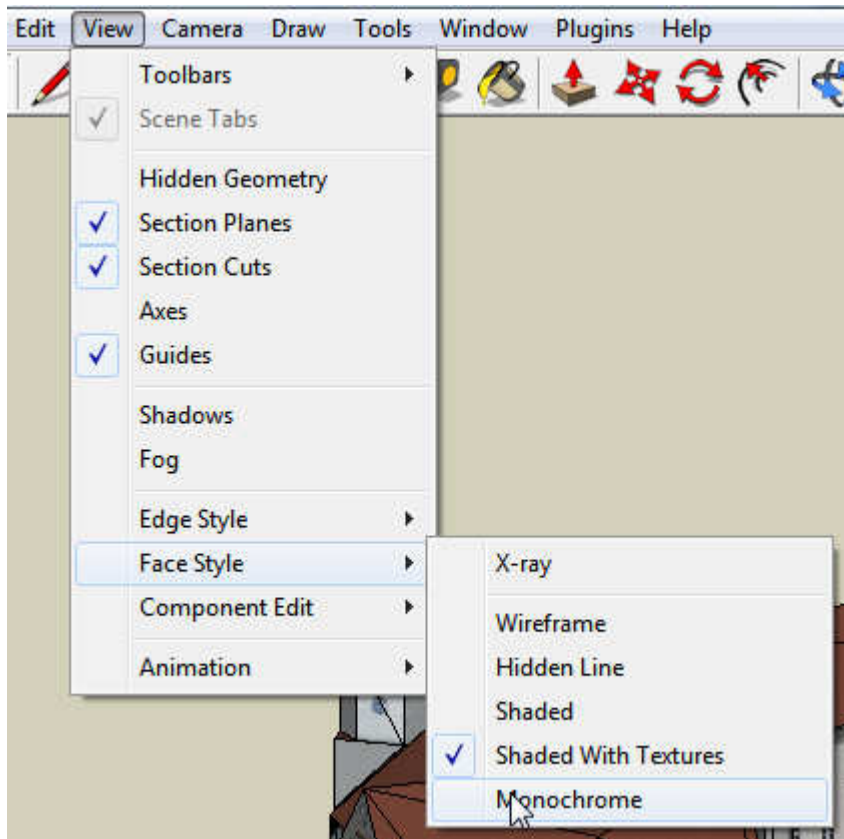 Edit View Camera Draw Tools Window Plugins Help
Toolbars
Scene Tabs
Hidden Geometry
Section Planes
Section Cuts
Axes
Guides
Shadows
Fog
Edge Style
Face Style
Component Edit
Animation
X-ray
Wireframe
Hidden Line
Shaded
Shaded With Textures
Monochrome